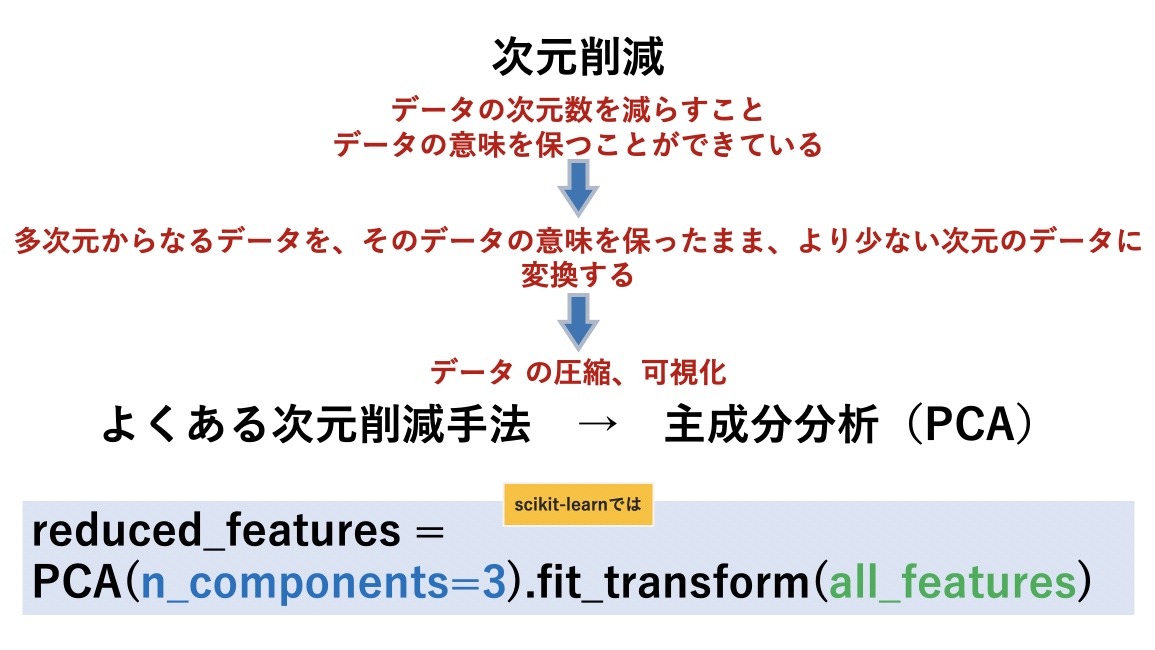 次元削減
データの次元数を減らすこと
データの意味を保つことができている
多次元からなるデータを、そのデータの意味を保ったまま、より少ない次元のデータに
変換する
データ の圧縮、可視化
よくある次元削減手法　→　主成分分析（PCA）
scikit-learnでは
reduced_features =
PCA(n_components=3).fit_transform(all_features)